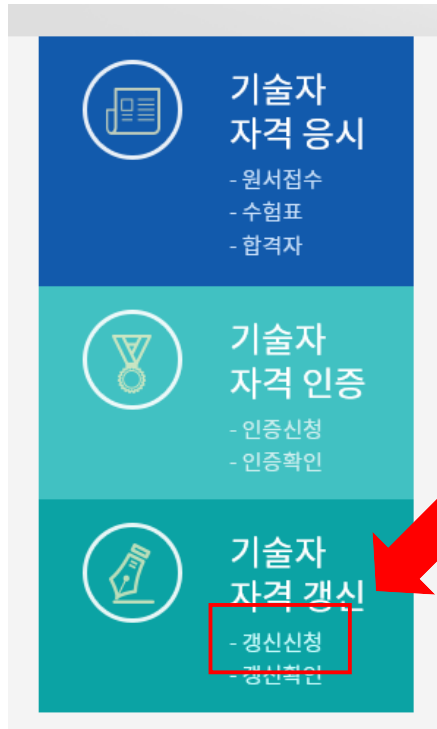 기술자
자격 응시
- 원서접수
- 수험표
- 합격자
기술자
자격 인증
- 인증신청
- 인증확인
기술자
자격 갱신
- 갱신신청
- 갱신확인